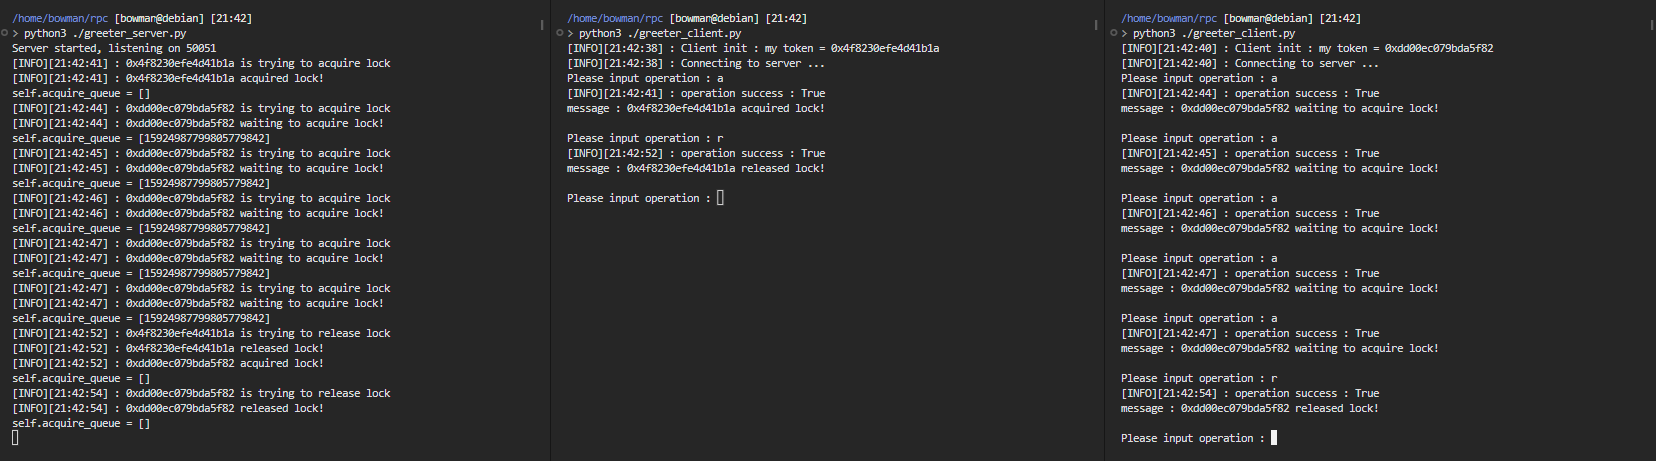 /home/bowman/rpc [bowman@debian] [21:42]
> python3 ./greeter_server.py
Server started, listening on 50051
[INFO][21:42:41] : 0x4f8230efe4d41b1a is trying to acquire lock
[INFO][21:42:41] : 0x4f8230efe4d41b1a acquired lock!
self.acquire_queue = []
[INFO][21:42:44] : 0xdd00ec079bda5f82 is trying to acquire lock
[INFO][21:42:44] : 0xdd00ec079bda5f82 waiting to acquire lock!
self.acquire_queue = [15924987799805779842]
[INFO][21:42:45] : 0xdd00ec079bda5f82 is trying to acquire lock
[INFO][21:42:45] : 0xdd00ec079bda5f82 waiting to acquire lock!
self.acquire_queue = [15924987799805779842]
[INFO][21:42:46] : 0xdd00ec079bda5f82 is trying to acquire lock
[INFO][21:42:46] : 0xdd00ec079bda5f82 waiting to acquire lock!
self.acquire_queue = [15924987799805779842]
[INFO][21:42:47] : 0xdd00ec079bda5f82 is trying to acquire lock
[INFO][21:42:47] : 0xdd00ec079bda5f82 waiting to acquire lock!
self.acquire_queue = [15924987799805779842]
[INFO][21:42:47] : 0xdd00ec079bda5f82 is trying to acquire lock
[INFO][21:42:47] : 0xdd00ec079bda5f82 waiting to acquire lock!
self.acquire_queue = [15924987799805779842]
[INFO][21:42:52] : 0x4f8230efe4d41b1a is trying to release lock
[INFO][21:42:52] : 0x4f8230efe4d41b1a released lock!
[INFO][21:42:52] : 0xdd00ec079bda5f82 acquired lock!
self.acquire_queue = []
[INFO][21:42:54] : 0xdd00ec079bda5f82 is trying to release lock
[INFO][21:42:54] : 0xdd00ec079bda5f82 released lock!
self.acquire_queue = []
/home/bowman/rpc [bowman@debian] [21:42]
> python3 ./greeter_client.py
[INFO][21:42:38] : Client init : my token = 0x4f8230efe4d41b1a
[INFO][21:42:38] : Connecting to server ...
Please input operation : a
[INFO][21:42:41] : operation success : True
message : 0x4f8230efe4d41b1a acquired lock!
Please input operation : r
[INFO][21:42:52] : operation success : True
message : 0x4f8230efe4d41b1a released lock!
Please input operation :
/home/bowman/rpc [bowman@debian] [21:42]
> python3 ./greeter_client.py
[INFO][21:42:40] : Client init : my token = 0xdd00ec079bda5f82
[INFO][21:42:40] : Connecting to server ...
Please input operation : a
[INFO][21:42:44] : operation success : True
message : 0xdd00ec079bda5f82 waiting to acquire lock!
Please input operation : a
[INFO][21:42:45] : operation success : True
message : 0xdd00ec079bda5f82 waiting to acquire lock!
Please input operation : a
[INFO][21:42:46] : operation success : True
message : 0xdd00ec079bda5f82 waiting to acquire lock!
Please input operation : a
[INFO][21:42:47] : operation success : True
message : 0xdd00ec079bda5f82 waiting to acquire lock!
Please input operation : a
[INFO][21:42:47] : operation success : True
message : 0xdd00ec079bda5f82 waiting to acquire lock!
Please input operation : r
[INFO][21:42:54] : operation success : True
message : 0xdd00ec079bda5f82 released lock!
Please input operation :